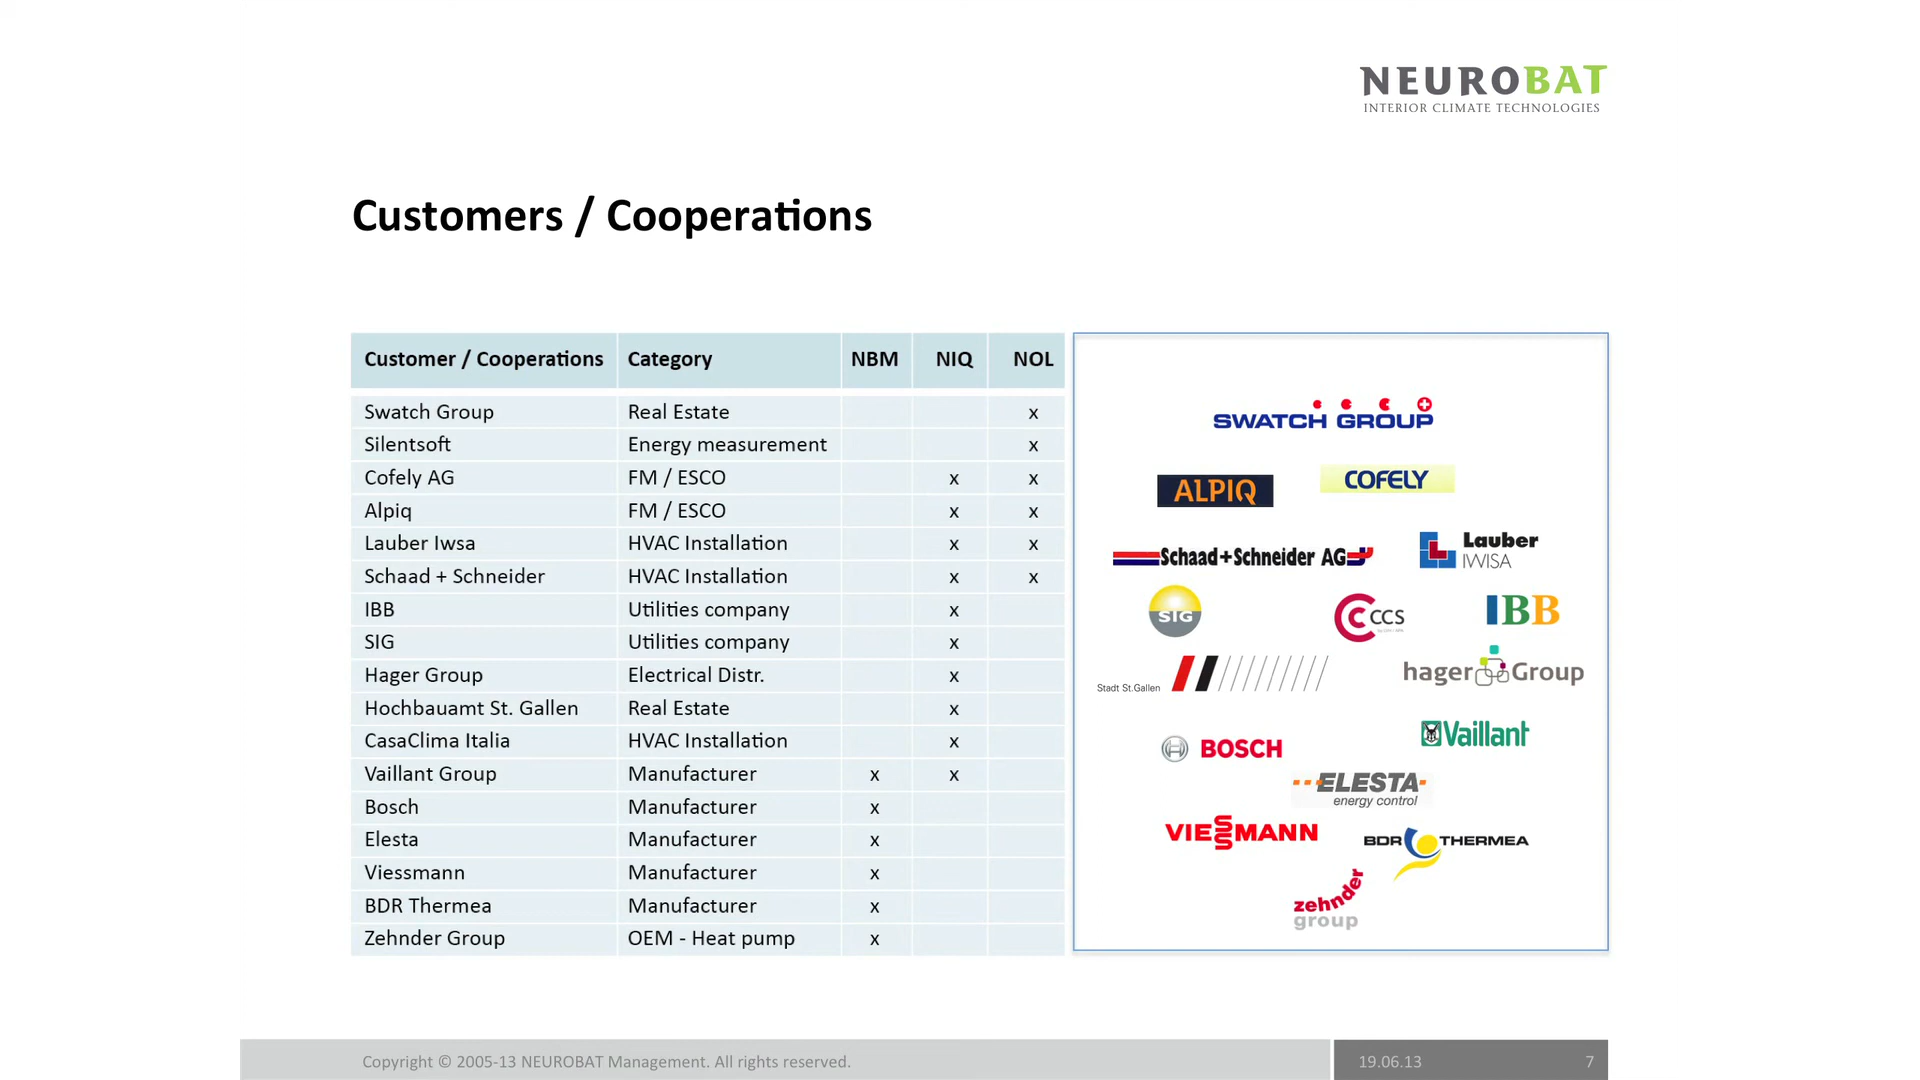 NEUROBAT
INTERIOR CLIMATE TECHNOLOGIES
Customers / Cooperations
Customer / Cooperations Category NBM NIQ NOL
Swatch Group Real Estate x
Silentsoft Energy measurement x
Cofely AG FM / ESCO x x
Alpiq FM / ESCO x x
Lauber Iwsa HVAC Installation x x
Schaad + Schneider HVAC Installation x x
IBB Utilities company x
SIG Utilities company x
Hager Group Electrical Distr. x
Hochbauamt St. Gallen Real Estate x
CasaClima Italia HVAC Installation x
Vaillant Group Manufacturer x x
Bosch Manufacturer x
Elesta Manufacturer x
Viessmann Manufacturer x
BDR Thermea Manufacturer x
Zehnder Group OEM - Heat pump x
SWATCH GROUP
ALPIQ
COFELY
Schaad+Schneider AG
Lauber
IWISA
SIG
CCS
IBB
Stadt St.Gallen
hager Group
BOSCH
Vaillant
ELESTA
energy control
VIESSMANN
BDR THERMEA
zehnder
group
Copyright © 2005-13 NEUROBAT Management. All rights reserved.
19.06.13 7